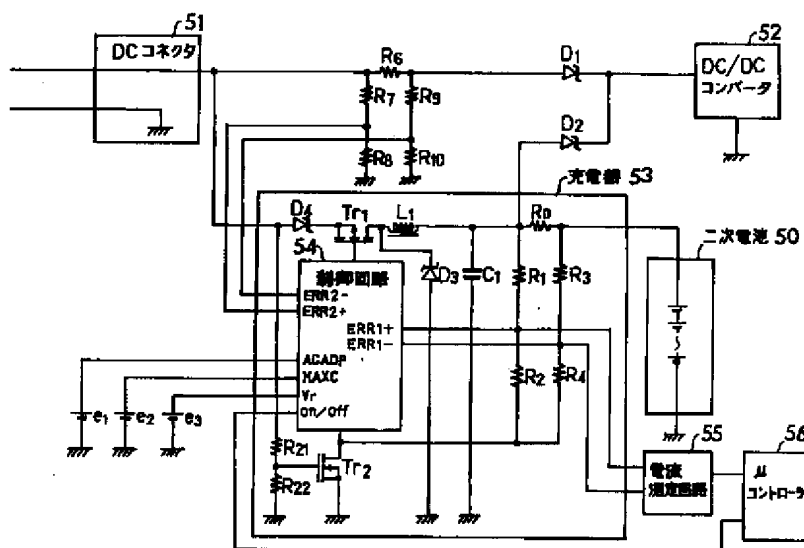 51
DCコネクタ
R6
D1
52
DC/DC
コンバータ
R7
R9
D2
R8
R10
充電器 53
D4
Tr1
L1
RO
二次電池 50
54
制御回路
D3
C1
R1
R3
ERR2-
ERR2+
ERR1+
ERR1-
ACADP
MAXC
Vr
on/off
R2
R4
e1
e2
e3
R21
R22
Tr2
55
電流
測定回路
56
μ
コントローラ